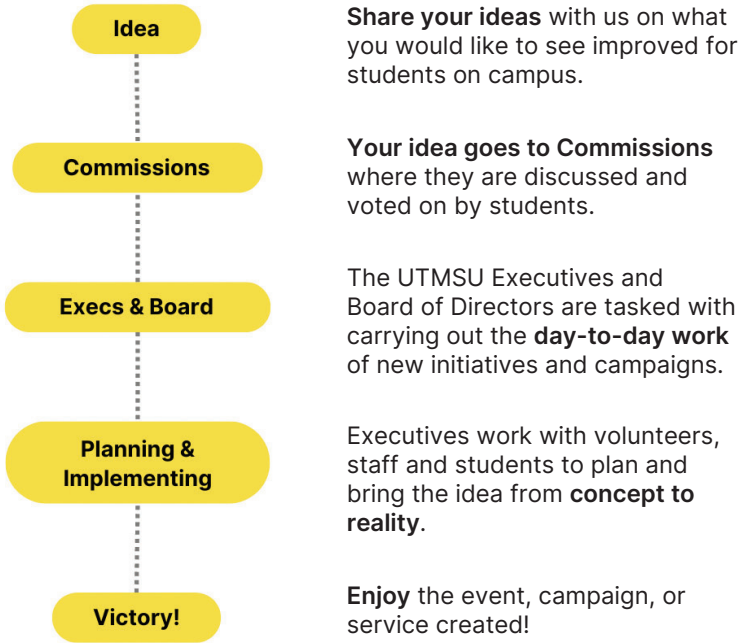 Idea
Share your ideas with us on what
you would like to see improved for
students on campus.
Commissions
Your idea goes to Commissions
where they are discussed and
voted on by students.
Execs & Board
The UTMSU Executives and
Board of Directors are tasked with
carrying out the day-to-day work
of new initiatives and campaigns.
Planning &
Implementing
Executives work with volunteers,
staff and students to plan and
bring the idea from concept to
reality.
Victory!
Enjoy the event, campaign, or
service created!